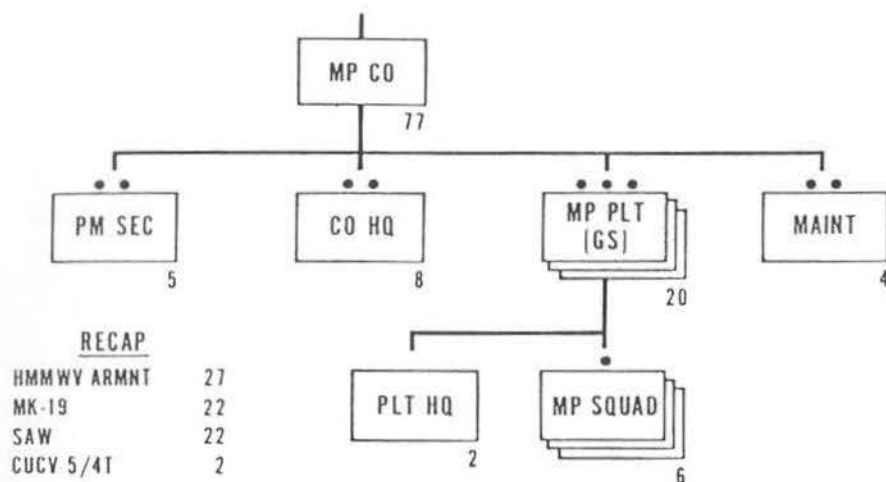 MP CO
77
PM SEC
5
CO HQ
8
MP PLT
(GS)
20
MAINT
4
PLT HQ
2
MP SQUAD
6
RECAP
HMMWV ARMNT 27
MK-19 22
SAW 22
CUCV 5/4T 2